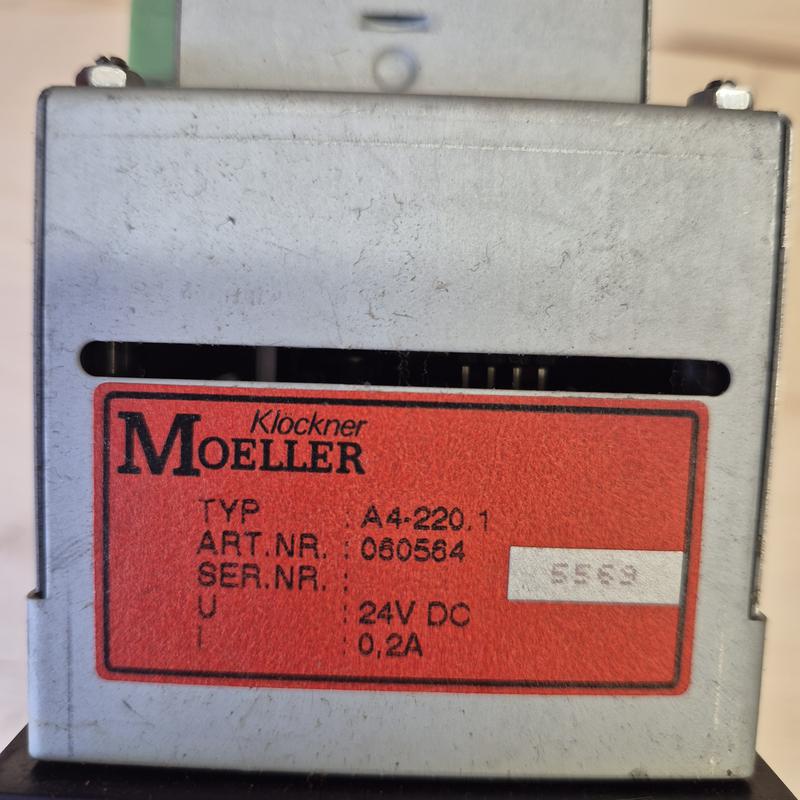 Klöckner
MOELLER
TYP : A4-220.1
ART.NR. : 060564
SER.NR. :
5569
U : 24V DC
I : 0,2A